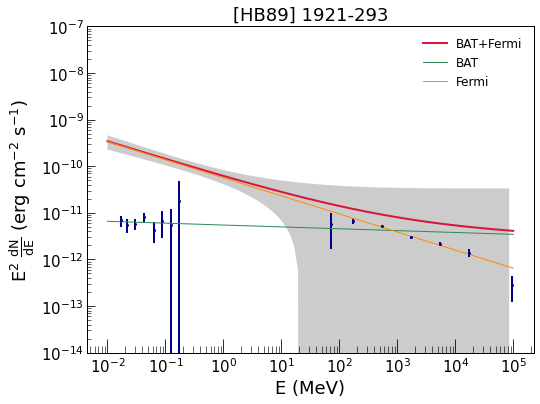 [HB89] 1921-293
BAT+Fermi
BAT
Fermi
E² dN/dE (erg cm⁻² s⁻¹)
10⁻⁷
10⁻⁸
10⁻⁹
10⁻¹⁰
10⁻¹¹
10⁻¹²
10⁻¹³
10⁻¹⁴
10⁻² 10⁻¹ 10⁰ 10¹ 10² 10³ 10⁴ 10⁵
E (MeV)